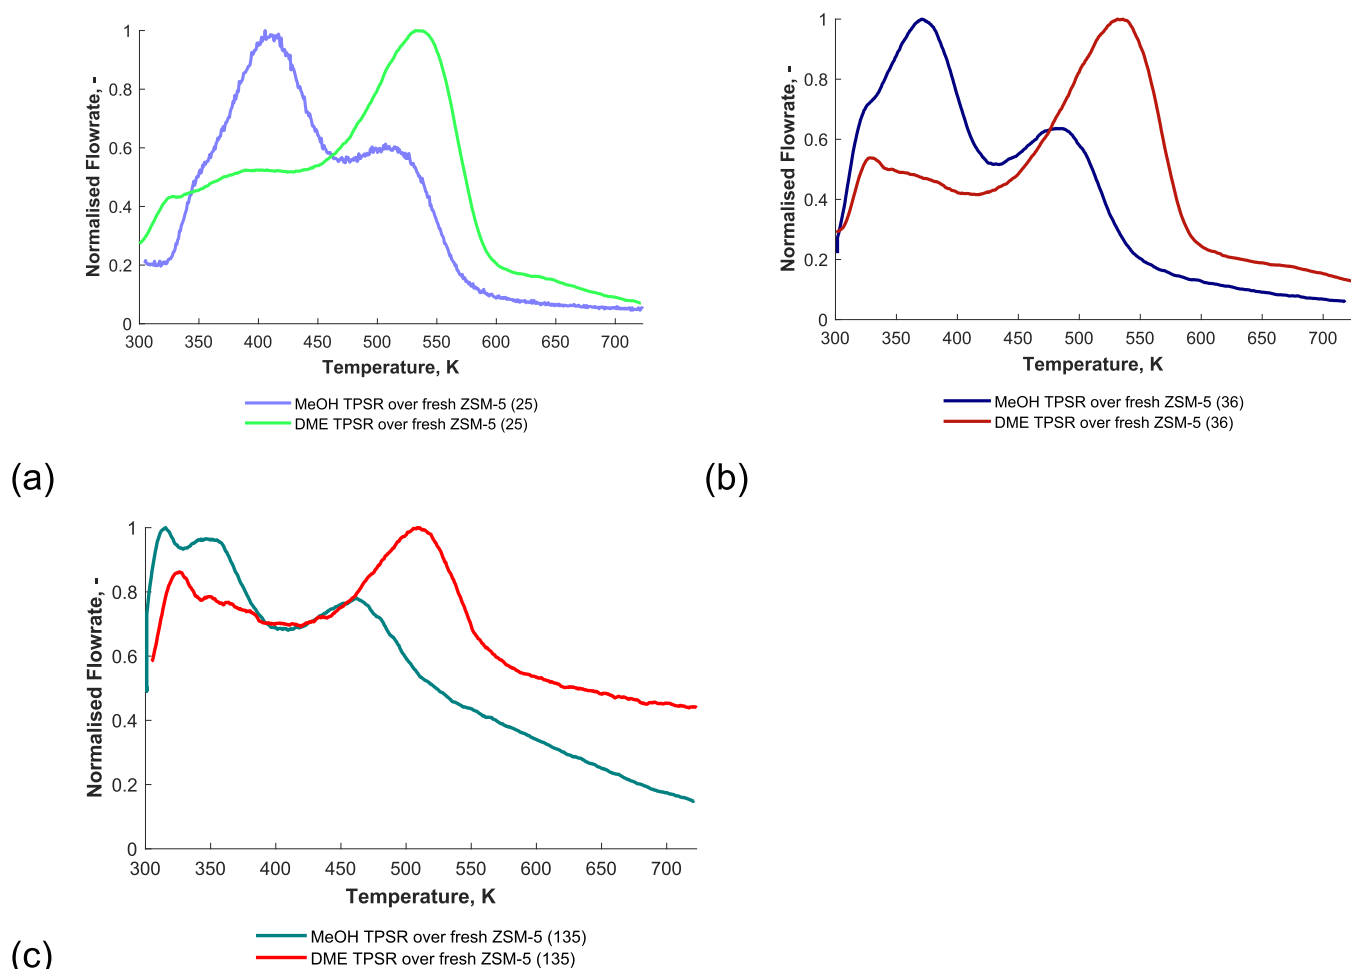 1
0.8
0.6
0.4
0.2
0
Normalised Flowrate, -
300 350 400 450 500 550 600 650 700
Temperature, K
MeOH TPSR over fresh ZSM-5 (25)
DME TPSR over fresh ZSM-5 (25)
(a)
1
0.8
0.6
0.4
0.2
0
Normalised Flowrate, -
300 350 400 450 500 550 600 650 700
Temperature, K
MeOH TPSR over fresh ZSM-5 (36)
DME TPSR over fresh ZSM-5 (36)
(b)
1
0.8
0.6
0.4
0.2
0
Normalised Flowrate, -
300 350 400 450 500 550 600 650 700
Temperature, K
MeOH TPSR over fresh ZSM-5 (135)
DME TPSR over fresh ZSM-5 (135)
(c)